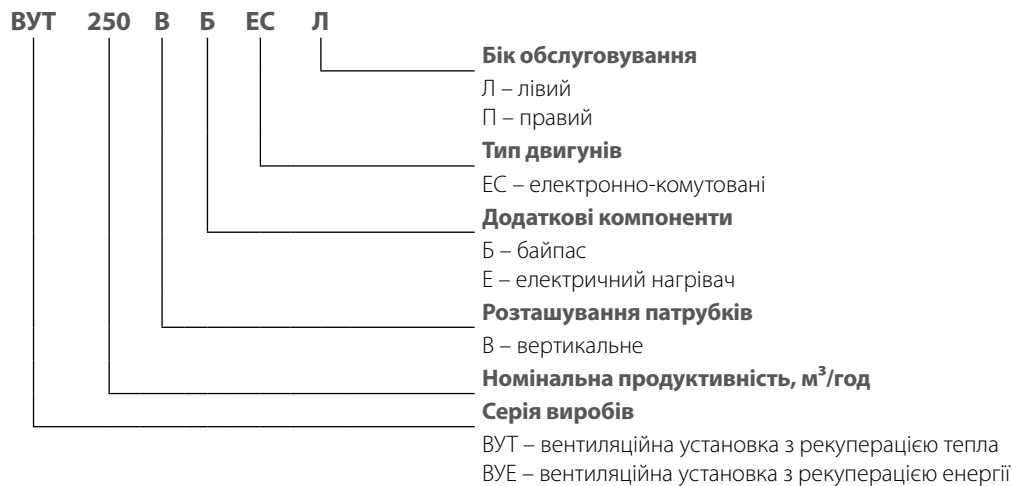 ВУТ 250 В Б ЕС Л
Бік обслуговування
Л – лівий
П – правий
Тип двигунів
ЕС – електронно-комутовані
Додаткові компоненти
Б – байпас
Е – електричний нагрівач
Розташування патрубків
В – вертикальне
Номінальна продуктивність, м³/год
Серія виробів
ВУТ – вентиляційна установка з рекуперацією тепла
ВУЕ – вентиляційна установка з рекуперацією енергії